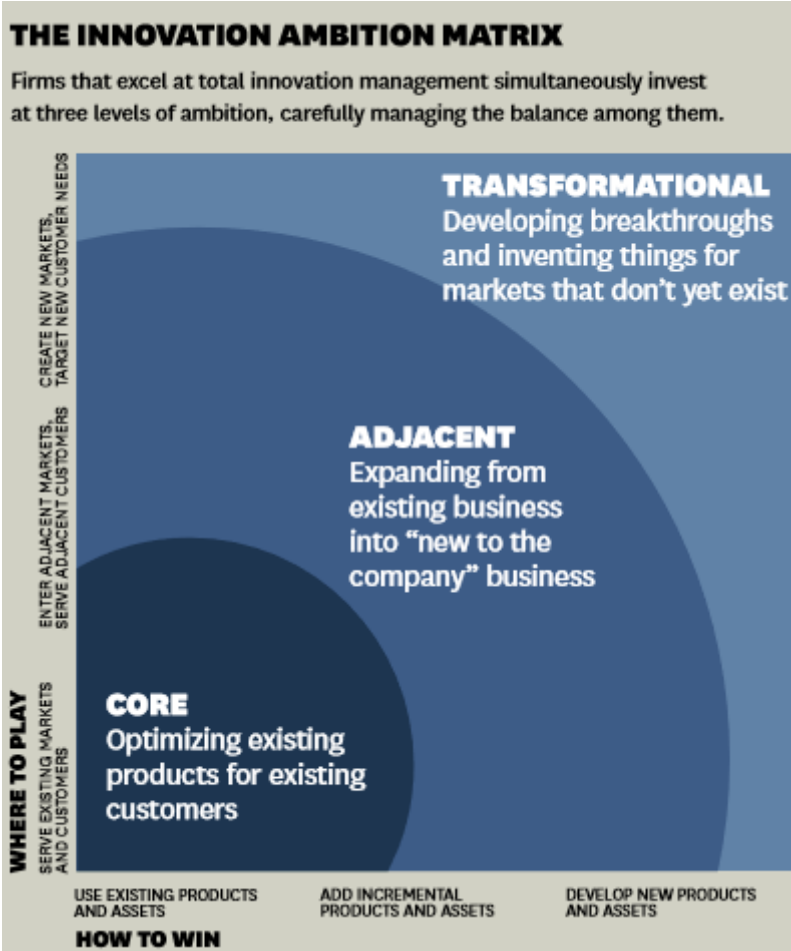 THE INNOVATION AMBITION MATRIX
Firms that excel at total innovation management simultaneously invest
at three levels of ambition, carefully managing the balance among them.
TRANSFORMATIONAL
Developing breakthroughs
and inventing things for
markets that don't yet exist
ADJACENT
Expanding from
existing business
into “new to the
company” business
CORE
Optimizing existing
products for existing
customers
CREATE NEW MARKETS,
TARGET NEW CUSTOMER NEEDS
ENTER ADJACENT MARKETS,
SERVE ADJACENT CUSTOMERS
SERVE EXISTING MARKETS
AND CUSTOMERS
WHERE TO PLAY
USE EXISTING PRODUCTS
AND ASSETS
ADD INCREMENTAL
PRODUCTS AND ASSETS
DEVELOP NEW PRODUCTS
AND ASSETS
HOW TO WIN